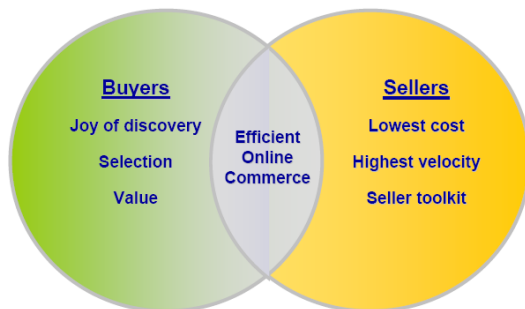 Buyers
Joy of discovery
Selection
Value
Efficient
Online
Commerce
Sellers
Lowest cost
Highest velocity
Seller toolkit